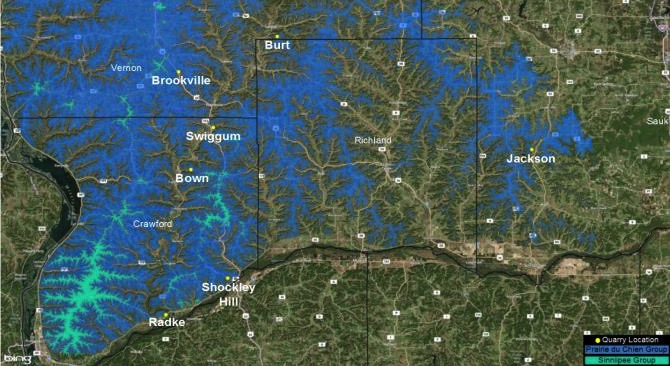 Burt
Vernon
Brookville
Swiggum
Sauk
Richland
Jackson
Bown
Crawford
Shockley
Hill
Radke
bing
Quarry Location
Prairie du Chien Group
Sinnipee Group